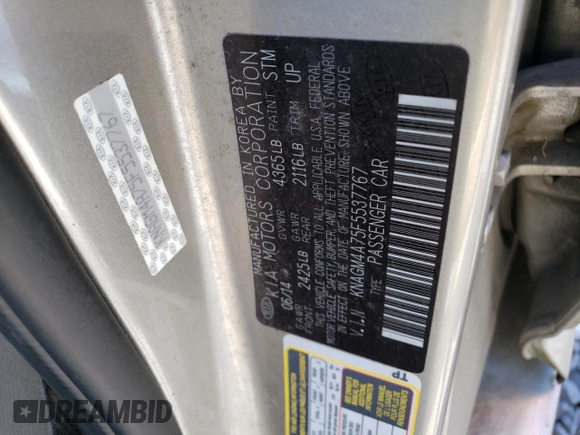 MANUFACTURED IN KOREA BY
KIA MOTORS CORPORATION
06/14 GVWR 4365LB PAINT STM
GAWR FRONT 2425LB GAWR REAR 2116LB TRIM UP
THIS VEHICLE CONFORMS TO ALL APPLICABLE U.S.A. FEDERAL
MOTOR VEHICLE SAFETY, BUMPER, AND THEFT PREVENTION STANDARDS
IN EFFECT ON THE DATE OF MANUFACTURE SHOWN ABOVE
V.I.N KNAGM4A75F5537767
TYPE PASSENGER CAR
KNAGM4A75F5537767
DREAMBID